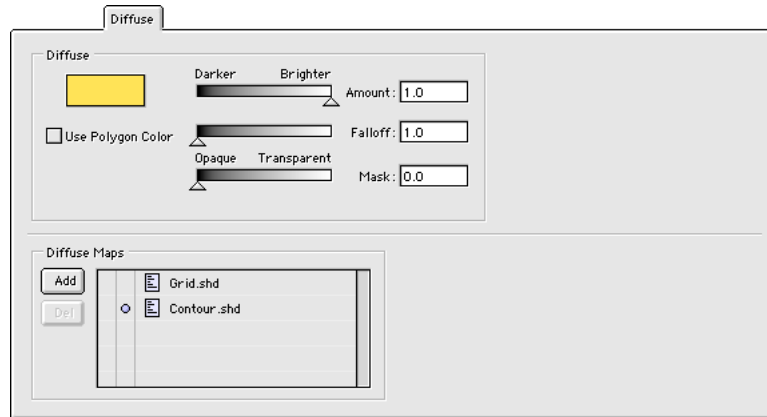 Diffuse
Diffuse
Darker Brighter
Amount: 1.0
Use Polygon Color
Falloff: 1.0
Opaque Transparent
Mask: 0.0
Diffuse Maps
Add
Grid.shd
Del
Contour.shd